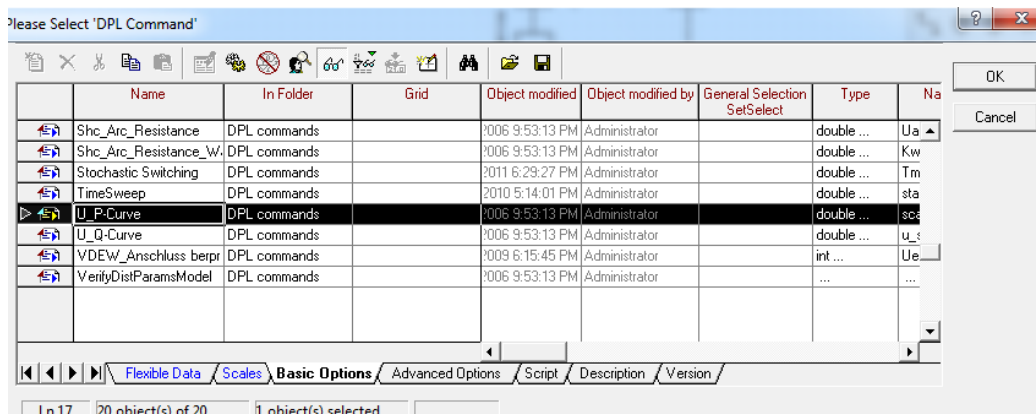 Please Select 'DPL Command'
OK
Cancel
Name In Folder Grid Object modified Object modified by General Selection SetSelect Type Na
Shc_Arc_Resistance DPL commands 2006 9:53:13 PM Administrator double ... Ua
Shc_Arc_Resistance_W. DPL commands 2006 9:53:13 PM Administrator double ... Kw
Stochastic Switching DPL commands 2011 6:29:27 PM Administrator double ... Tm
TimeSweep DPL commands 2010 5:14:01 PM Administrator double ... sta
U_P-Curve DPL commands 2006 9:53:13 PM Administrator double ... sca
U_Q-Curve DPL commands 2006 9:53:13 PM Administrator double ... u_s
VDEW_Anschluss berpr DPL commands 2009 6:15:45 PM Administrator int ... Ue
VerifyDistParamsModel DPL commands 2006 9:53:13 PM Administrator ... ...
Flexible Data Scales Basic Options Advanced Options Script Description Version
Ln 17 20 object(s) of 20 1 object(s) selected